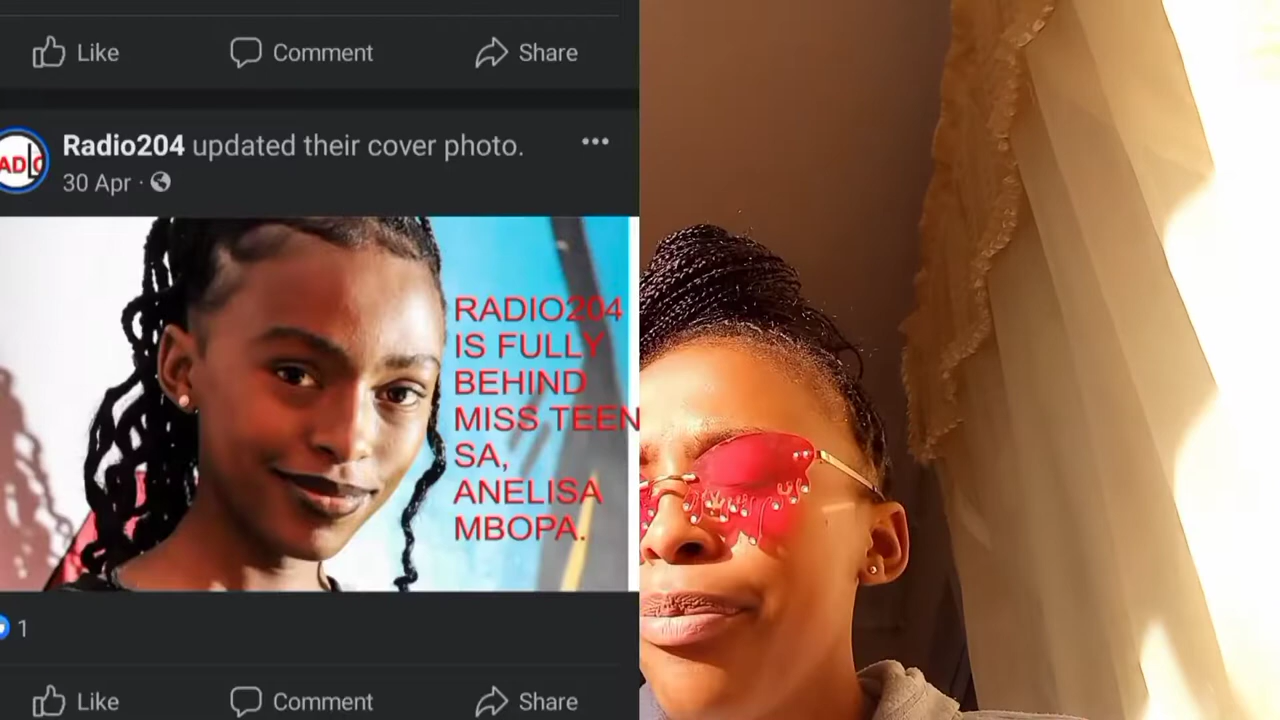 Like Comment Share
Radio204 updated their cover photo.
30 Apr ·
RADIO204
IS FULLY
BEHIND
MISS TEEN
SA,
ANELISA
MBOPA.
1
Like Comment Share